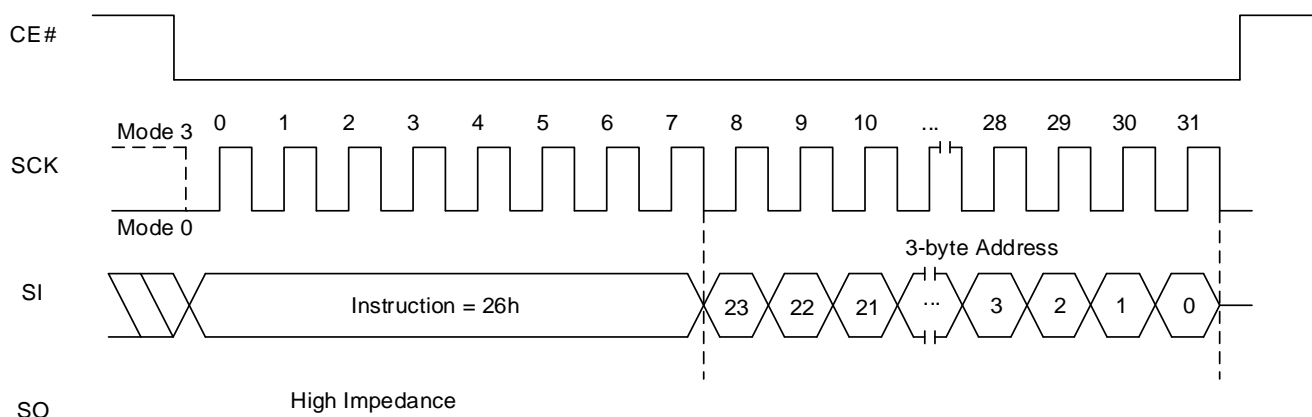 CE#
Mode 3
0 1 2 3 4 5 6 7 8 9 10 ... 28 29 30 31
SCK
Mode 0
3-byte Address
SI
Instruction = 26h
23 22 21 ... 3 2 1 0
High Impedance
SO